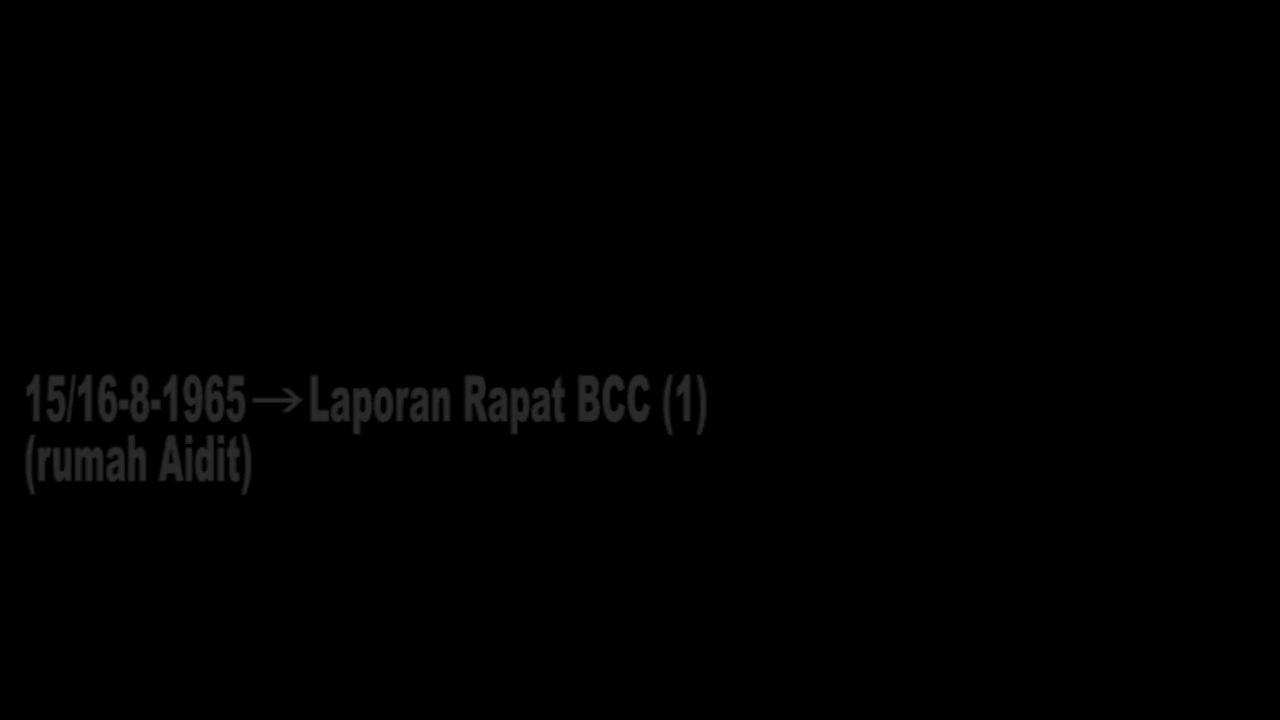 15/16-8-1965→Laporan Rapat BCC (1)
(rumah Aidit)